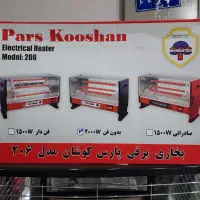 Pars Kooshan
Electrical Heater
Model: 206
فن دار ۱۵۰۰W
بدون فن ۲۰۰۰W
صادراتی ۱۵۰۰W
بخاری برقی پارس کوشان مدل ۲۰۶